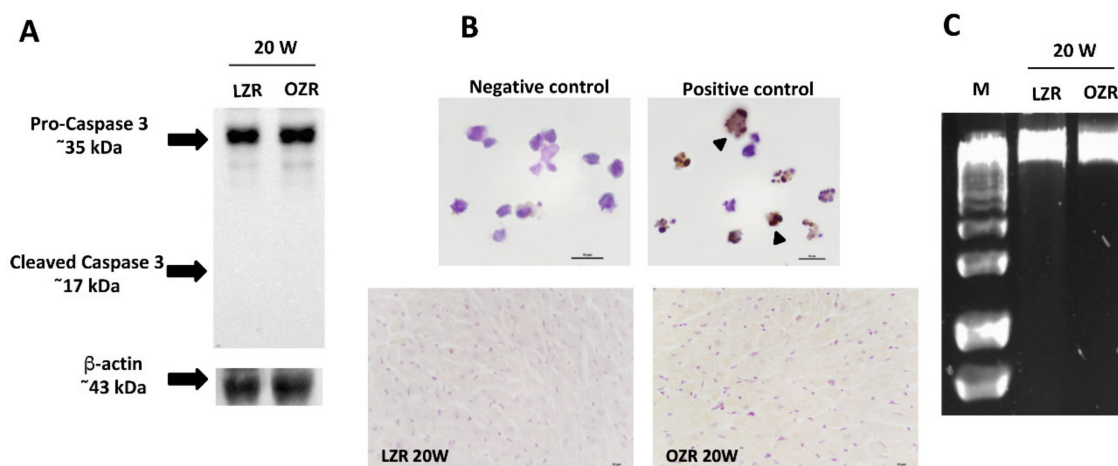 A
20 W
LZR OZR
Pro-Caspase 3
~35 kDa
Cleaved Caspase 3
~17 kDa
β-actin
~43 kDa
B
Negative control
Positive control
LZR 20W
OZR 20W
C
20 W
M LZR OZR